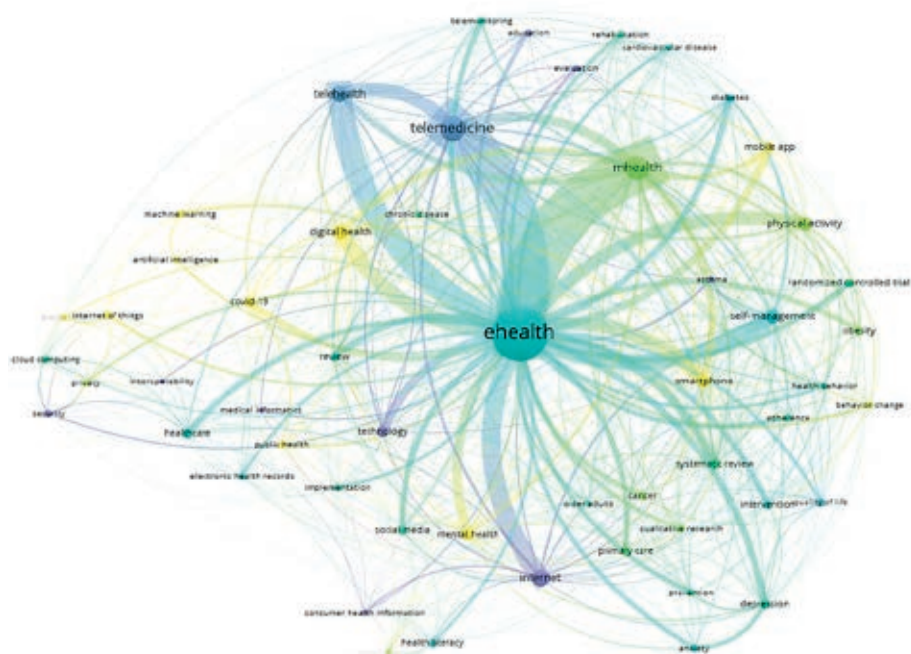 telemonitoring
education
rehabilitation
cardiovascular disease
evaluation
telehealth
diabetes
telemedicine
mobile app
mhealth
machine learning
chronic disease
physical activity
digital health
artificial intelligence
asthma
randomized controlled trial
covid-19
internet of things
self-management
ehealth
obesity
cloud computing
review
privacy
interoperability
smartphone
health behavior
behavior change
security
medical informatics
adherence
healthcare
technology
public health
systematic review
electronic health records
implementation
cancer
older adults
intervention
quality of life
social media
mental health
qualitative research
primary care
internet
prevention
depression
consumer health information
health literacy
anxiety